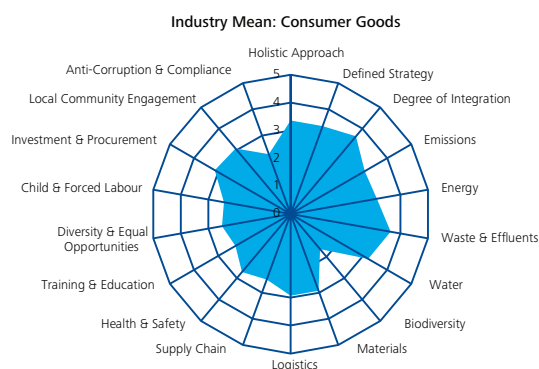 Industry Mean: Consumer Goods
Holistic Approach
Anti-Corruption & Compliance
Defined Strategy
Local Community Engagement
Degree of Integration
Investment & Procurement
Emissions
Child & Forced Labour
Energy
Diversity & Equal
Opportunities
Waste & Effluents
Training & Education
Water
Health & Safety
Biodiversity
Supply Chain
Materials
Logistics
5
4
3
2
1
0